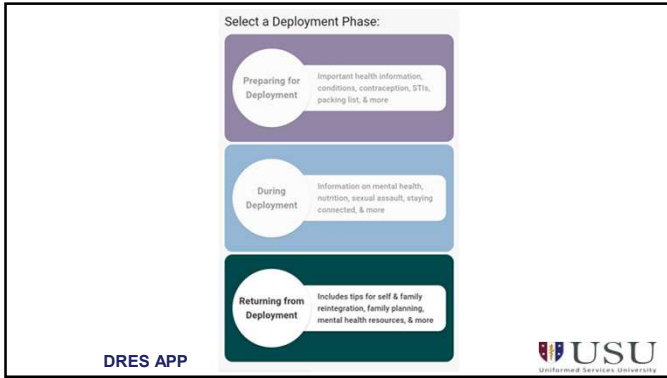 Select a Deployment Phase:
Preparing for
Deployment
Important health information,
conditions, contraception, STIs,
packing list, & more
During
Deployment
Information on mental health,
nutrition, sexual assault, staying
connected, & more
Returning from
Deployment
Includes tips for self & family
reintegration, family planning,
mental health resources, & more
DRES APP
USU
Uniformed Services University